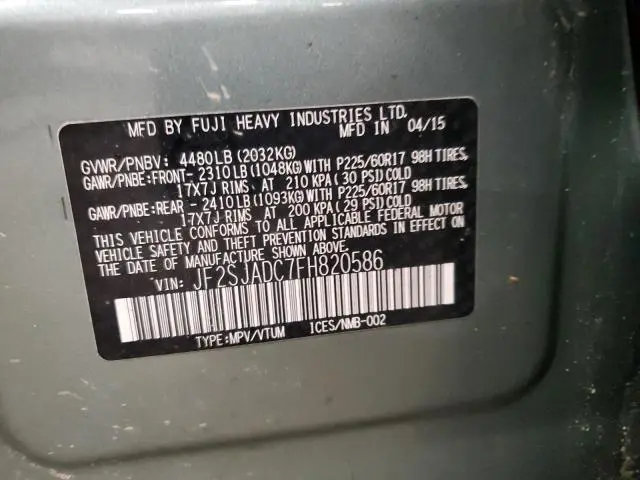 MFD BY FUJI HEAVY INDUSTRIES LTD.
MFD IN 04/15
GVWR/PNBV: 4480LB(2032KG)
GAWR/PNBE:FRONT-2310LB(1048KG)WITH P225/60R17 98H TIRES,
17X7J RIMS, AT 210 KPA(30 PSI)COLD
GAWR/PNBE:REAR -2410LB(1093KG)WITH P225/60R17 98H TIRES,
17X7J RIMS, AT 200 KPA(29 PSI)COLD
THIS VEHICLE CONFORMS TO ALL APPLICABLE FEDERAL MOTOR
VEHICLE SAFETY AND THEFT PREVENTION STANDARDS IN EFFECT ON
THE DATE OF MANUFACTURE SHOWN ABOVE.
VIN: JF2SJADC7FH820586
TYPE:MPV/VTUM ICES/NMB-002